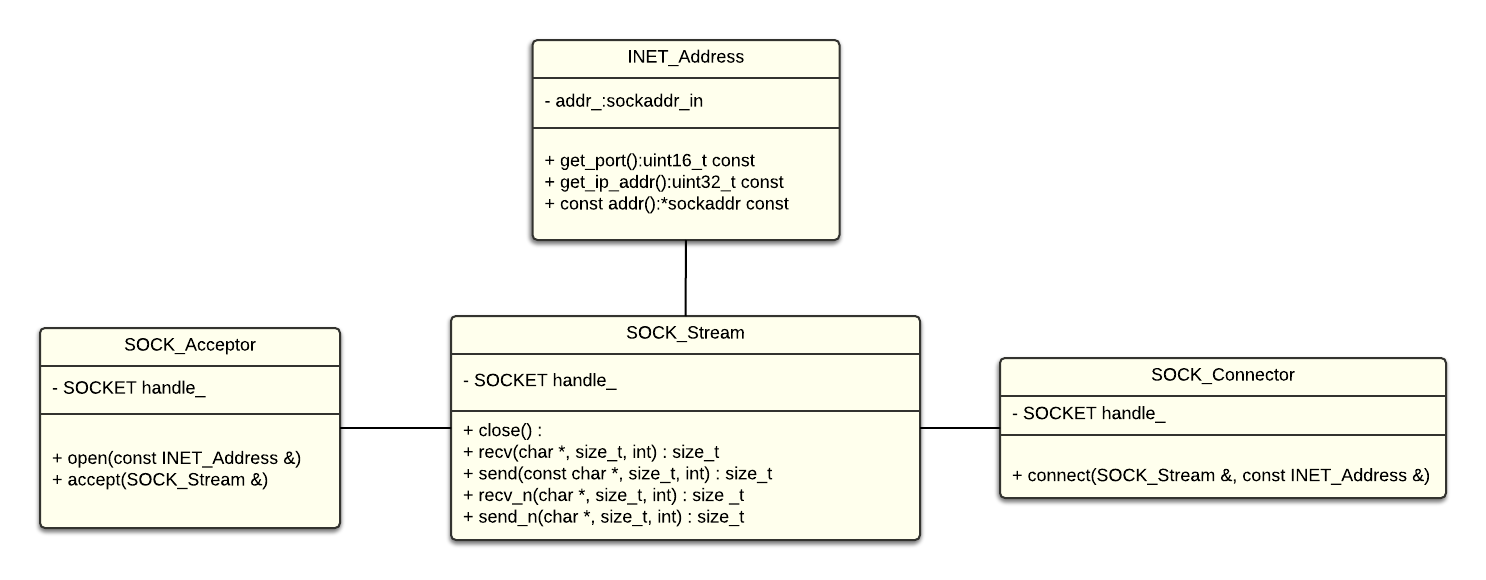 INET_Address
- addr_:sockaddr_in
+ get_port():uint16_t const
+ get_ip_addr():uint32_t const
+ const addr():*sockaddr const
SOCK_Acceptor
- SOCKET handle_
+ open(const INET_Address &)
+ accept(SOCK_Stream &)
SOCK_Stream
- SOCKET handle_
+ close() :
+ recv(char *, size_t, int) : size_t
+ send(const char *, size_t, int) : size_t
+ recv_n(char *, size_t, int) : size _t
+ send_n(char *, size_t, int) : size_t
SOCK_Connector
- SOCKET handle_
+ connect(SOCK_Stream &, const INET_Address &)